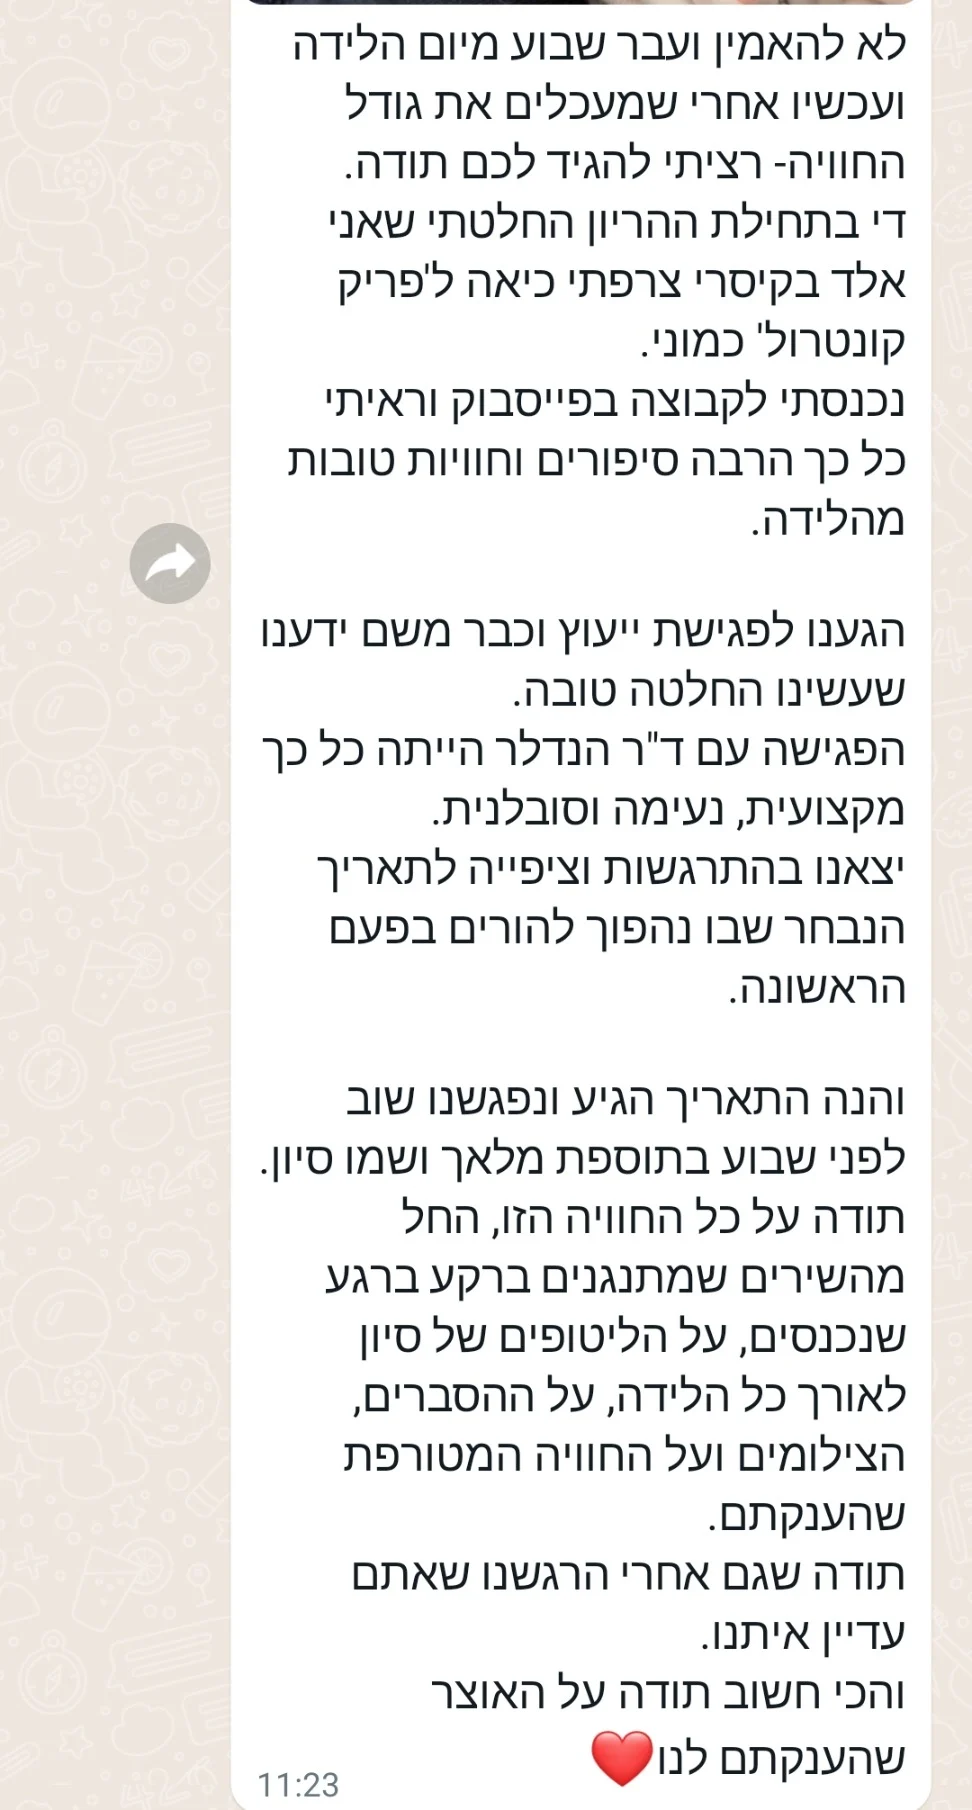 לא להאמין ועבר שבוע מיום הלידה
ועכשיו אחרי שמעכלים את גודל
החוויה- רציתי להגיד לכם תודה.
די בתחילת ההריון החלטתי שאני
אלד בקיסרי צרפתי כיאה ל'פריק
קונטרול' כמוני.
נכנסתי לקבוצה בפייסבוק וראיתי
כל כך הרבה סיפורים וחוויות טובות
מהלידה.
הגענו לפגישת ייעוץ וכבר משם ידענו
שעשינו החלטה טובה.
הפגישה עם ד"ר הנדלר הייתה כל כך
מקצועית, נעימה וסובלנית.
יצאנו בהתרגשות וציפייה לתאריך
הנבחר שבו נהפוך להורים בפעם
הראשונה.
והנה התאריך הגיע ונפגשנו שוב
לפני שבוע בתוספת מלאך ושמו סיון.
תודה על כל החוויה הזו, החל
מהשירים שמתנגנים ברקע ברגע
שנכנסים, על הליטופים של סיון
לאורך כל הלידה, על ההסברים,
הצילומים ועל החוויה המטורפת
שהענקתם.
תודה שגם אחרי הרגשנו שאתם
עדיין איתנו.
והכי חשוב תודה על האוצר
שהענקתם לנו❤️
11:23